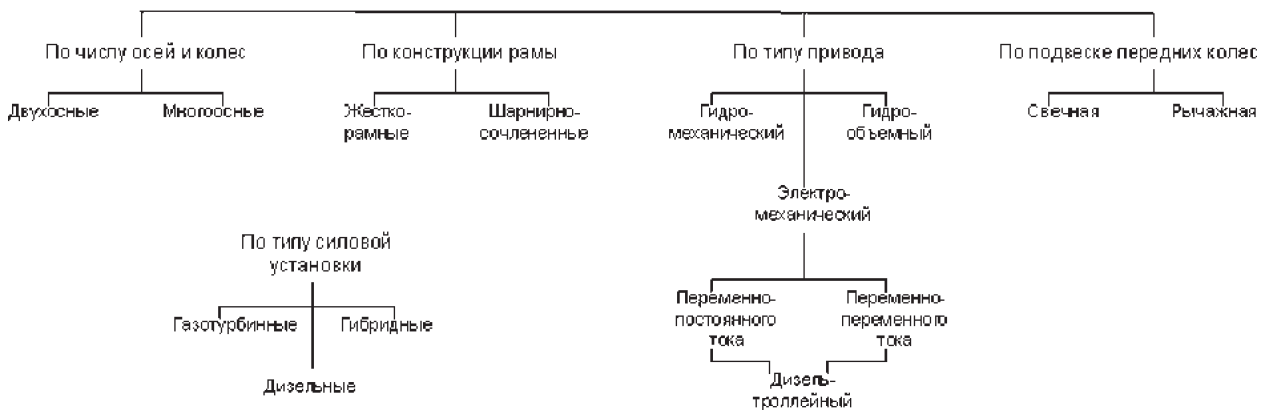 По числу осей и колес
По конструкции рамы
По типу привода
По подвеске передних колес
Двухосные
Многоосные
Жестко-
рамные
Шарнирно-
сочлененные
Гидро-
механический
Гидро-
объемный
Свечная
Рычажная
Электро-
механический
По типу силовой
установки
Газотурбинные
Гибридные
Дизельные
Переменно-
постоянного
тока
Переменно-
переменного
тока
Дизель-
троллейный